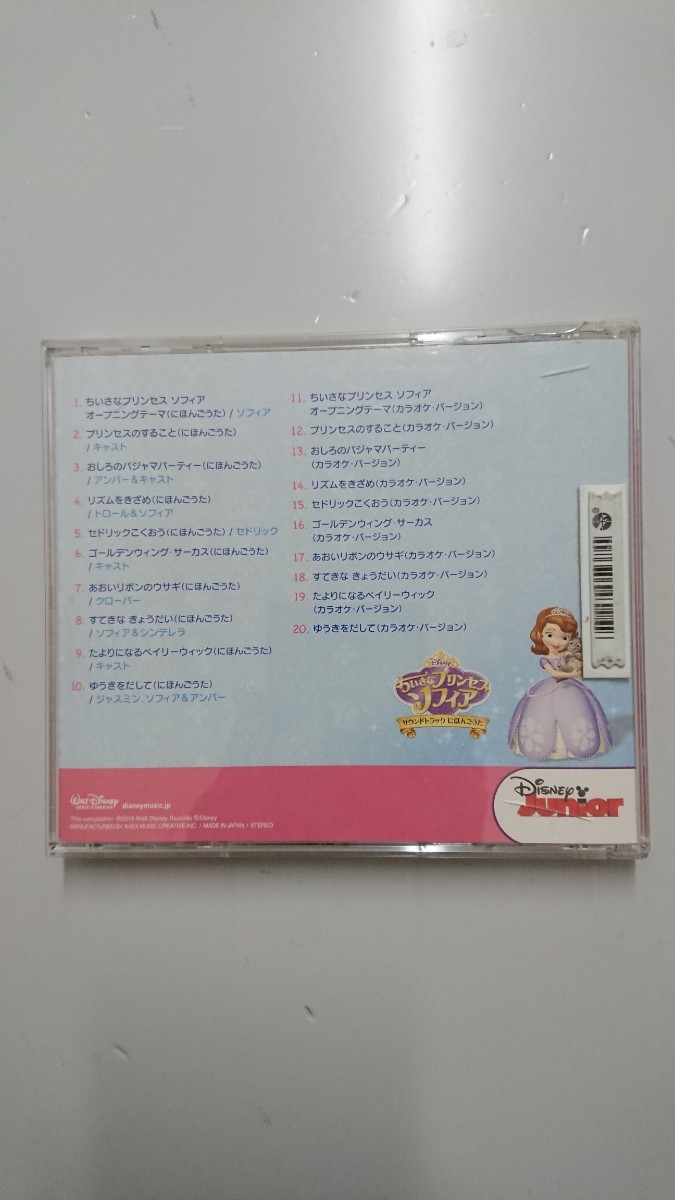 1. ちいさなプリンセス ソフィア
オープニングテーマ(にほんごうた) / ソフィア
2. プリンセスのすること(にほんごうた)
/ キャスト
3. おしろのパジャマパーティー(にほんごうた)
/ アンバー&キャスト
4. リズムをきざめ(にほんごうた)
/ トロール&ソフィア
5. セドリックこくおう(にほんごうた) / セドリック
6. ゴールデンウィング・サーカス(にほんごうた)
/ キャスト
7. あおいリボンのウサギ(にほんごうた)
/ クローバー
8. すてきな きょうだい(にほんごうた)
/ ソフィア&シンデレラ
9. たよりになるベイリーウィック(にほんごうた)
/ キャスト
10. ゆうきをだして(にほんごうた)
/ ジャスミン、ソフィア&アンバー
11. ちいさなプリンセス ソフィア
オープニングテーマ(カラオケ・バージョン)
12. プリンセスのすること(カラオケ・バージョン)
13. おしろのパジャマパーティー
(カラオケ・バージョン)
14. リズムをきざめ(カラオケ・バージョン)
15. セドリックこくおう(カラオケ・バージョン)
16. ゴールデンウィング・サーカス
(カラオケ・バージョン)
17. あおいリボンのウサギ(カラオケ・バージョン)
18. すてきな きょうだい(カラオケ・バージョン)
19. たよりになるベイリーウィック
(カラオケ・バージョン)
20. ゆうきをだして(カラオケ・バージョン)
Disney
ちいさなプリンセス
ソフィア
サウンドトラック にほんごうた
WALT DISNEY RECORDS disneymusic.jp
This compilation ℗2016 Walt Disney Records ©Disney
MANUFACTURED BY AVEX MUSIC CREATIVE INC. / MADE IN JAPAN / STEREO
Disney
Junior